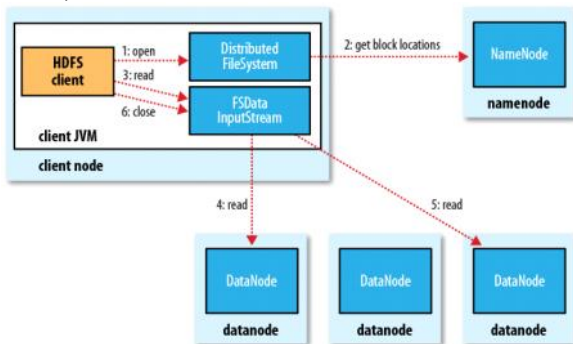 1: open
2: get block locations
HDFS
client
Distributed
FileSystem
NameNode
3: read
6: close
FSData
InputStream
namenode
client JVM
client node
4: read
5: read
DataNode
DataNode
DataNode
datanode
datanode
datanode